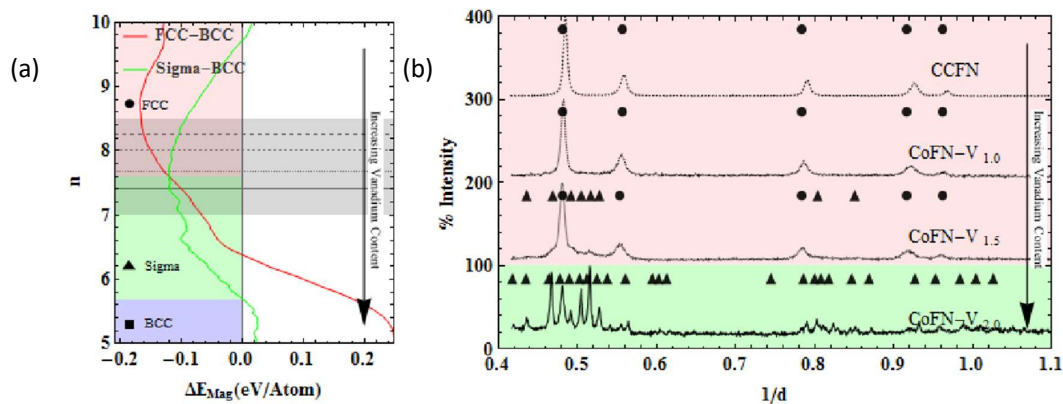 (a)
10
9
8
7
6
5
n
FCC−BCC
Sigma−BCC
● FCC
▲ Sigma
■ BCC
Increasing Vanadium Content
−0.2 −0.1 0.0 0.1 0.2
ΔE_Mag(eV/Atom)
(b)
400
300
200
100
0
% Intensity
CCFN
CoFN−V 1.0
CoFN−V 1.5
CoFN−V 2.0
Increasing Vanadium Content
0.4 0.5 0.6 0.7 0.8 0.9 1.0 1.1
1/d